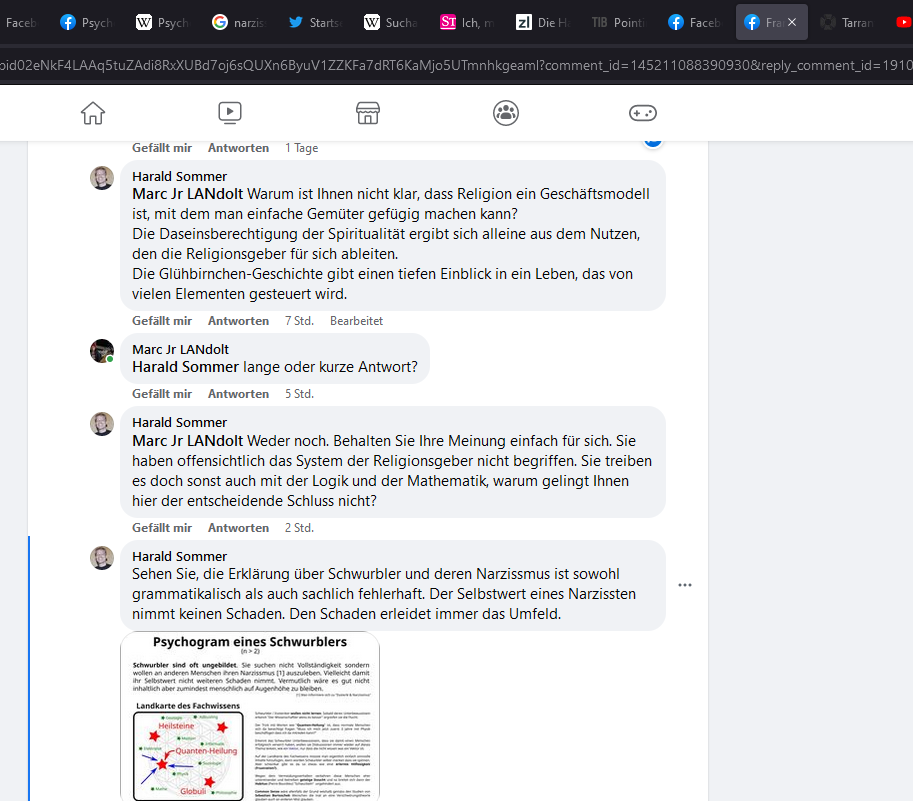 Faceb
Psych
Psych
narzis
Starts
Sucha
Ich, m
Die Ha
Pointi
Faceb
Fra
Tarran
bid02eNkF4LAAq5tuZAdi8RxXUBd7oj6sQUXn6ByuV1ZZKFa7dRT6KaMjo5UTmnhkgeaml?comment_id=145211088390930&reply_comment_id=1910
Gefällt mir Antworten 1 Tage
Harald Sommer
Marc Jr LANdolt Warum ist Ihnen nicht klar, dass Religion ein Geschäftsmodell
ist, mit dem man einfache Gemüter gefügig machen kann?
Die Daseinsberechtigung der Spiritualität ergibt sich alleine aus dem Nutzen,
den die Religionsgeber für sich ableiten.
Die Glühbirnchen-Geschichte gibt einen tiefen Einblick in ein Leben, das von
vielen Elementen gesteuert wird.
Gefällt mir Antworten 7 Std. Bearbeitet
Marc Jr LANdolt
Harald Sommer lange oder kurze Antwort?
Gefällt mir Antworten 5 Std.
Harald Sommer
Marc Jr LANdolt Weder noch. Behalten Sie Ihre Meinung einfach für sich. Sie
haben offensichtlich das System der Religionsgeber nicht begriffen. Sie treiben
es doch sonst auch mit der Logik und der Mathematik, warum gelingt Ihnen
hier der entscheidende Schluss nicht?
Gefällt mir Antworten 2 Std.
Harald Sommer
Sehen Sie, die Erklärung über Schwurbler und deren Narzissmus ist sowohl
grammatikalisch als auch sachlich fehlerhaft. Der Selbstwert eines Narzissten
nimmt keinen Schaden. Den Schaden erleidet immer das Umfeld.
Psychogram eines Schwurblers
(n > 2)
Schwurbler sind oft ungebildet. Sie suchen nicht Vollständigkeit sondern
wollen an anderen Menschen ihren Narzissmus [1] auszuleben. Vielleicht damit
ihr Selbstwert nicht weiteren Schaden nimmt. Vermutlich wäre es gut nicht
inhaltlich aber zumindest menschlich auf Augenhöhe zu bleiben.
Landkarte des Fachwissens
Heilsteine
Quanten-Heilung
Physik
Mathe
Globuli
Philosophie